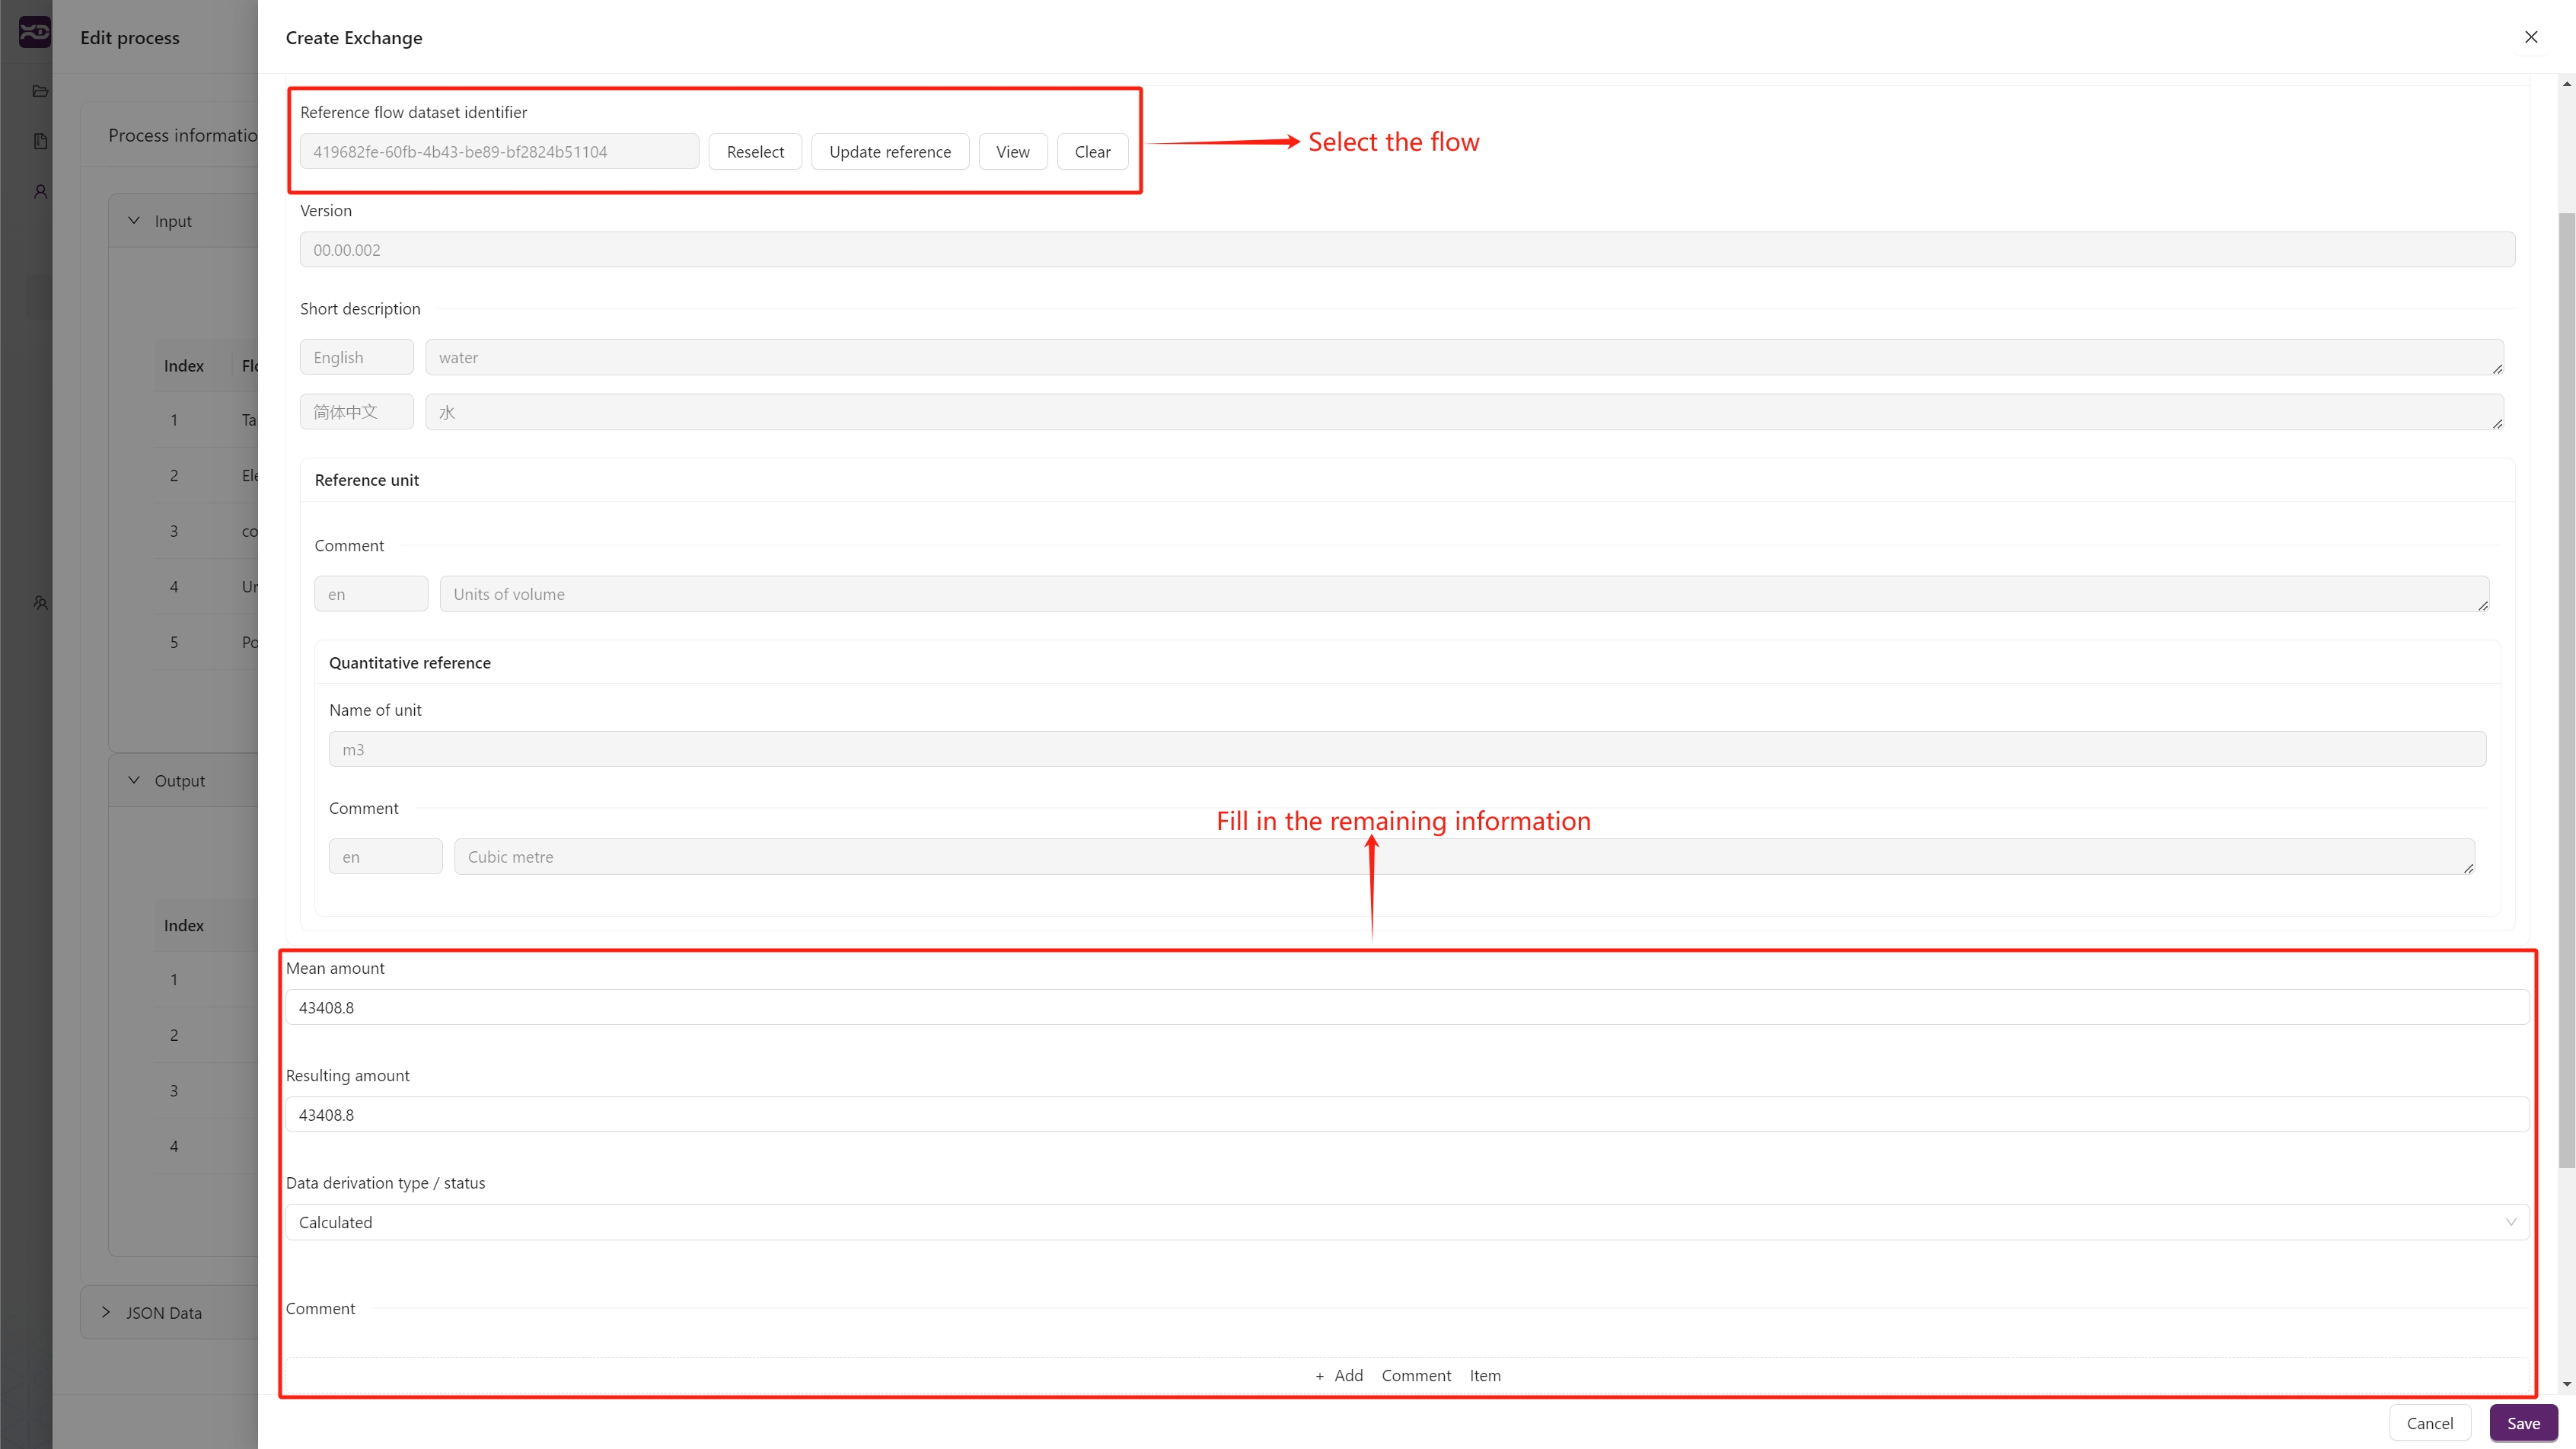 Edit process
Create Exchange
Process informatio
Reference flow dataset identifier
419682fe-60fb-4b43-be89-bf2824b51104 Reselect Update reference View Clear
Select the flow
Version
00.00.002
Input
Short description
English water
简体中文 水
Index Flo
1 Ta
2 Ele
3 co
4 Ur
5 Po
Reference unit
Comment
en Units of volume
Quantitative reference
Name of unit
m3
Output
Comment
Fill in the remaining information
en Cubic metre
Index
1
2
3
4
Mean amount
43408.8
Resulting amount
43408.8
Data derivation type / status
Calculated
JSON Data
Comment
+ Add Comment Item
Cancel Save